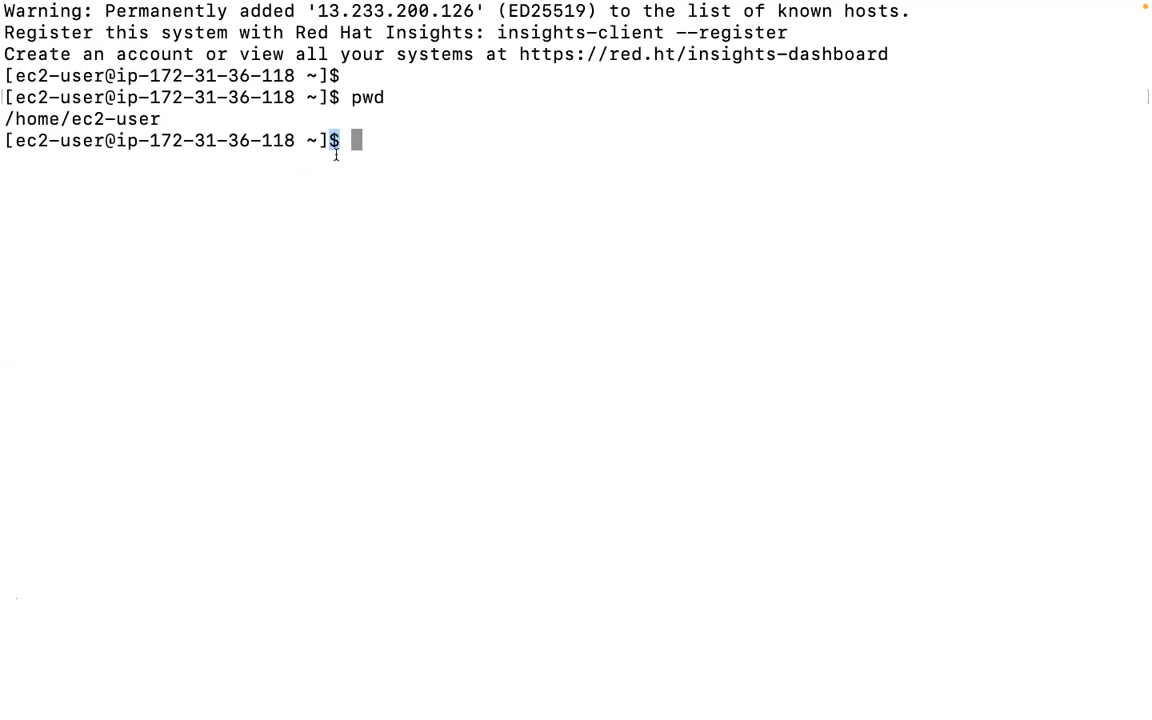 Warning: Permanently added '13.233.200.126' (ED25519) to the list of known hosts.
Register this system with Red Hat Insights: insights-client --register
Create an account or view all your systems at https://red.ht/insights-dashboard
[ec2-user@ip-172-31-36-118 ~]$
[ec2-user@ip-172-31-36-118 ~]$ pwd
/home/ec2-user
[ec2-user@ip-172-31-36-118 ~]$